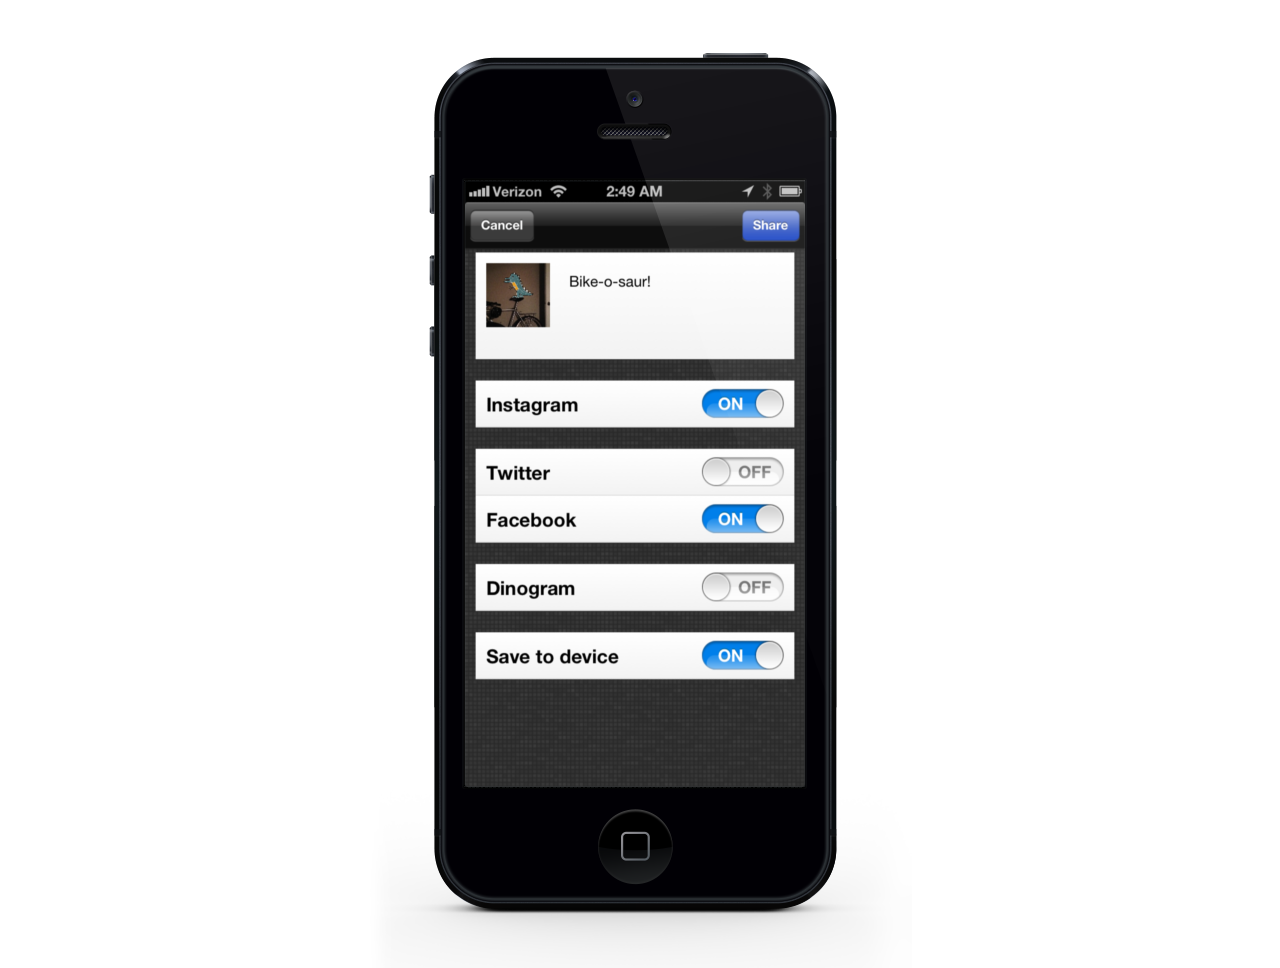 Verizon 2:49 AM
Cancel Share
Bike-o-saur!
Instagram ON
Twitter OFF
Facebook ON
Dinogram OFF
Save to device ON